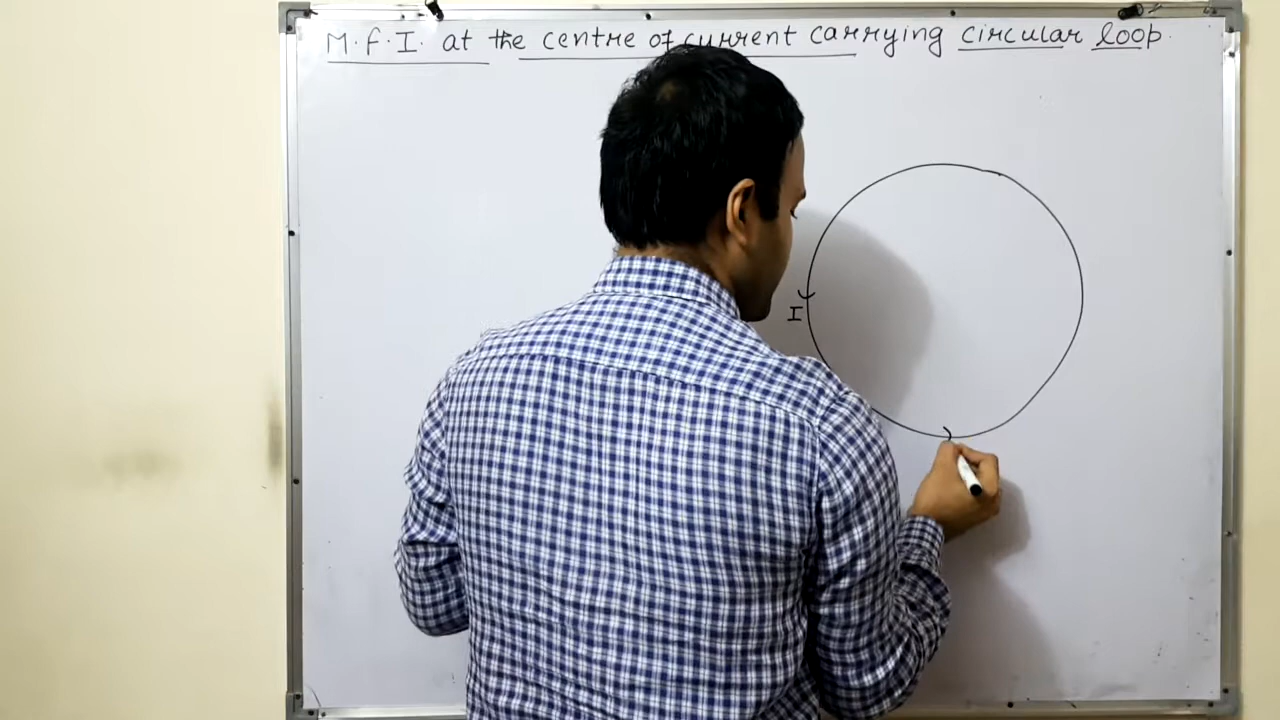 M.F.I. at the centre of current carrying circular loop.
I